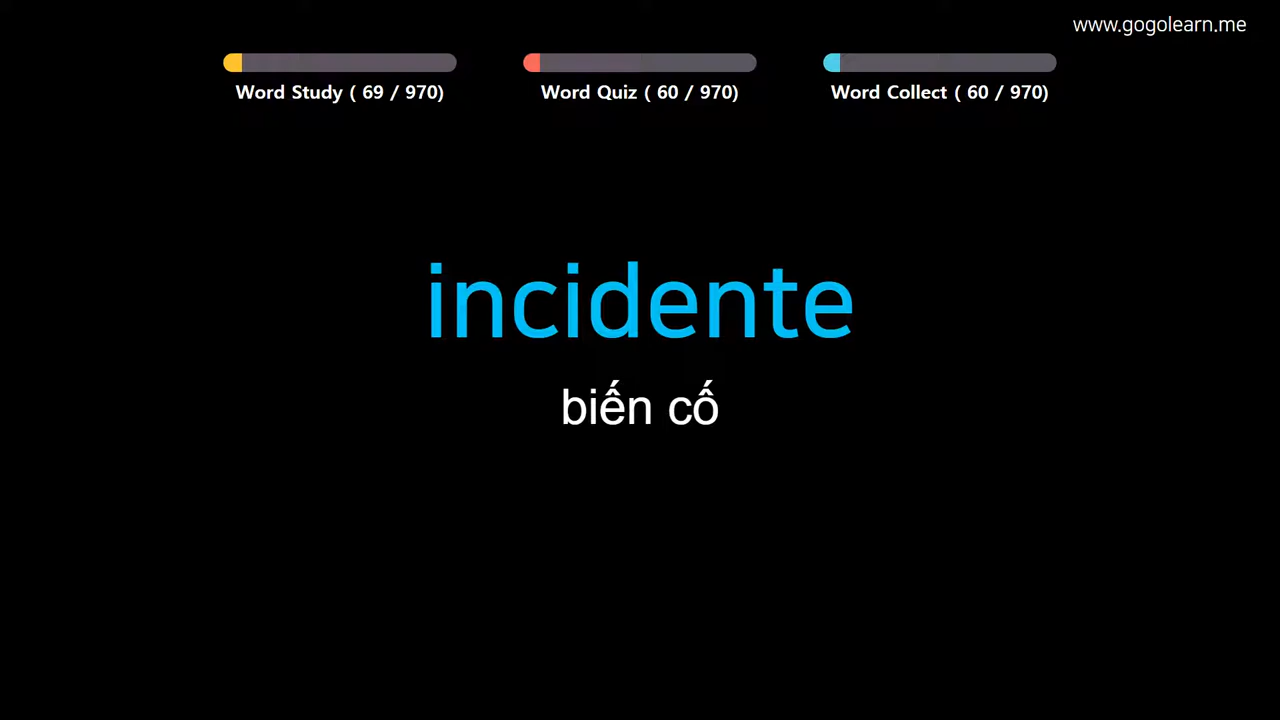 www.gogolearn.me
Word Study ( 69 / 970)
Word Quiz ( 60 / 970)
Word Collect ( 60 / 970)
incidente
biến cố